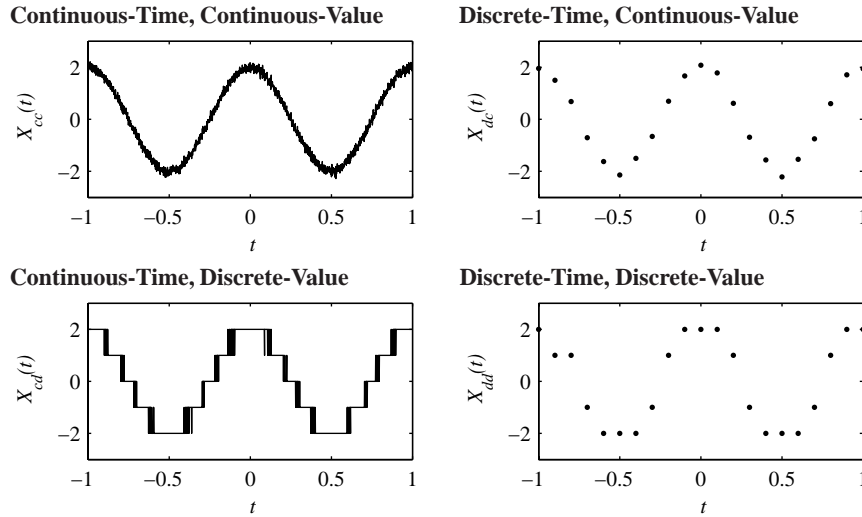 Continuous-Time, Continuous-Value
2
0
−2
X_cc(t)
−1 −0.5 0 0.5 1
t
Discrete-Time, Continuous-Value
2
0
−2
X_dc(t)
−1 −0.5 0 0.5 1
t
Continuous-Time, Discrete-Value
2
0
−2
X_cd(t)
−1 −0.5 0 0.5 1
t
Discrete-Time, Discrete-Value
2
0
−2
X_dd(t)
−1 −0.5 0 0.5 1
t